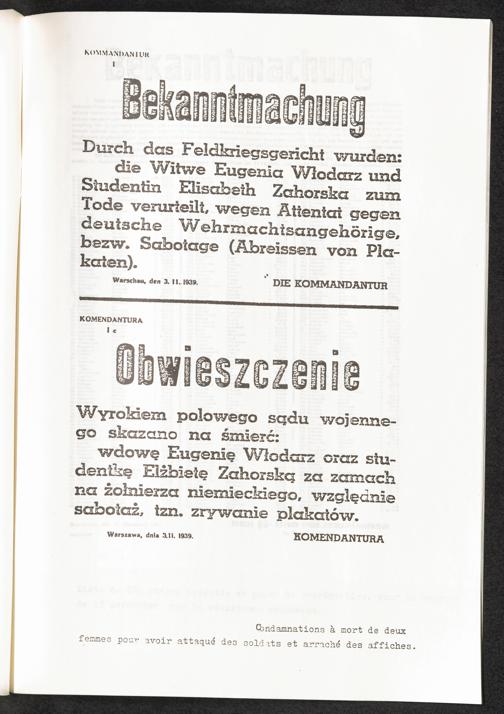 KOMMANDANTUR
I
Bekanntmachung
Durch das Feldkriegsgericht wurden:
die Witwe Eugenia Włodarz und
Studentin Elisabeth Zahorska zum
Tode verurteilt, wegen Attentat gegen
deutsche Wehrmachtsangehörige,
bezw. Sabotage (Abreissen von Pla-
katen).
Warschau, den 3. 11. 1939.
DIE KOMMANDANTUR
KOMENDANTURA
I c
Obwieszczenie
Wyrokiem polowego sądu wojenne-
go skazano na śmierć:
wdowę Eugenię Włodarz oraz stu-
dentkę Elżbietę Zahorską za zamach
na żołnierza niemieckiego, względnie
sabotaż, tzn. zrywanie plakatów.
Warszawa, dnia 3.11. 1939.
KOMENDANTURA
Condamnations à mort de deux
femmes pour avoir attaqué des soldats et arraché des affiches.